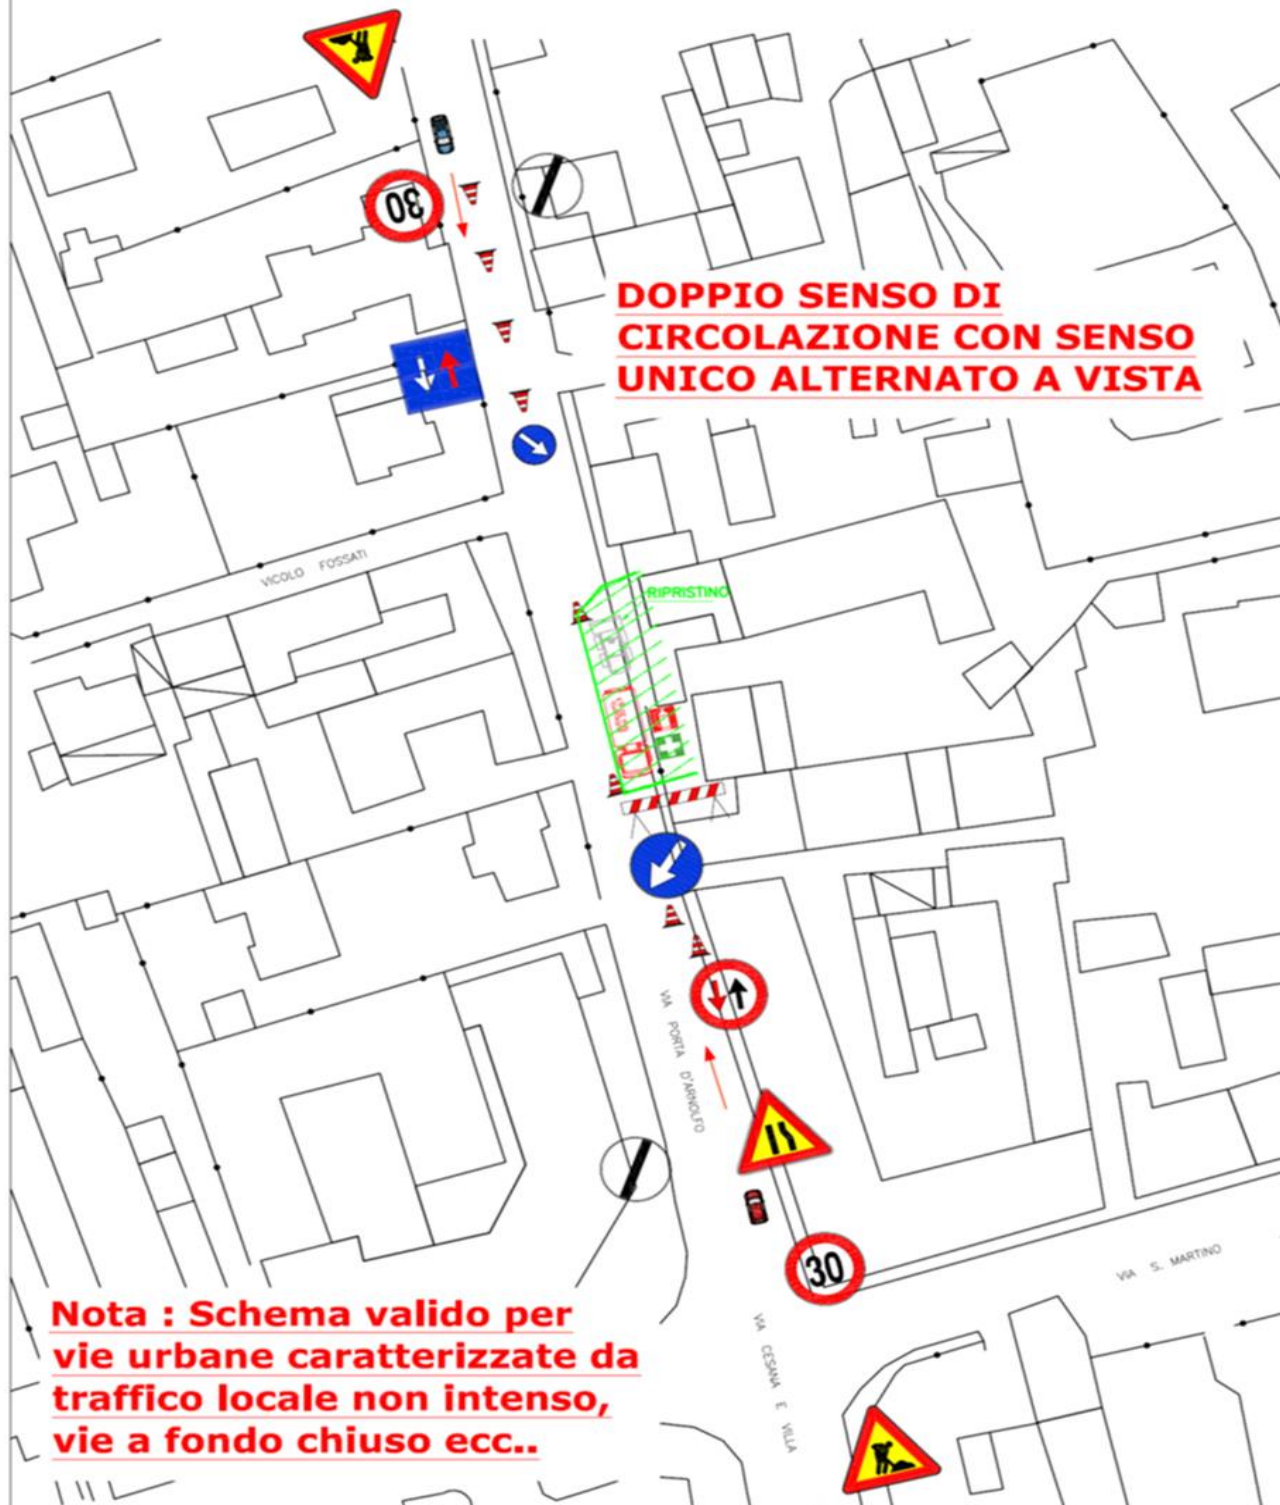 30
DOPPIO SENSO DI
CIRCOLAZIONE CON SENSO
UNICO ALTERNATO A VISTA
VICOLO FOSSATI
RIPRISTINO
VIA PORTA D'ARNOLFO
30
VIA S. MARTINO
VIA CESANA E VILLA
Nota : Schema valido per
vie urbane caratterizzate da
traffico locale non intenso,
vie a fondo chiuso ecc..